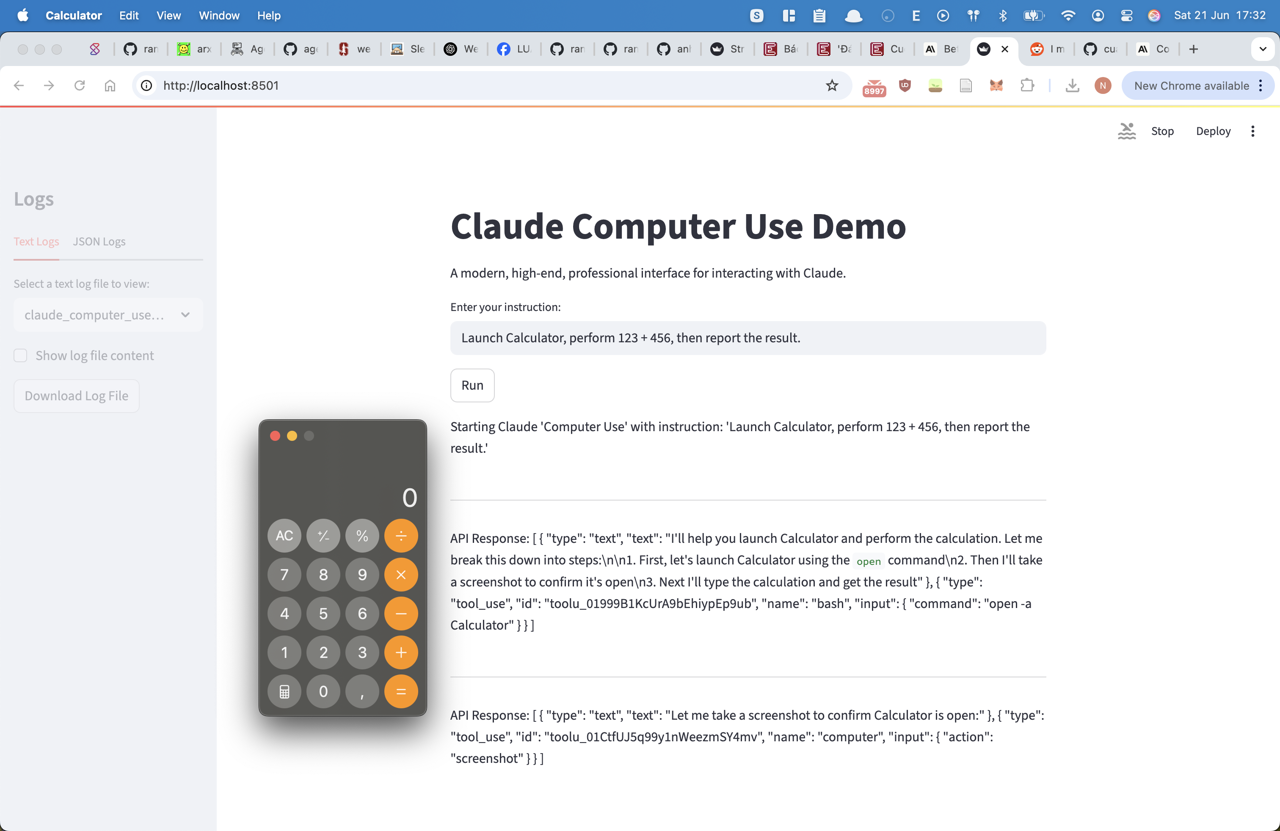 Calculator Edit View Window Help
S E Sat 21 Jun 17:32
ran arx Ag age we Sle We LU ran ran anl Str Bá 'Đá Cu Be I m cua Co
http://localhost:8501
8997 N New Chrome available
Stop Deploy
Logs
Text Logs JSON Logs
Select a text log file to view:
claude_computer_use…
Show log file content
Download Log File
Claude Computer Use Demo
A modern, high-end, professional interface for interacting with Claude.
Enter your instruction:
Launch Calculator, perform 123 + 456, then report the result.
Run
Starting Claude 'Computer Use' with instruction: 'Launch Calculator, perform 123 + 456, then report the
result.'
API Response: [ { "type": "text", "text": "I'll help you launch Calculator and perform the calculation. Let me
break this down into steps:\n\n1. First, let's launch Calculator using the open command\n2. Then I'll take
a screenshot to confirm it's open\n3. Next I'll type the calculation and get the result" }, { "type":
"tool_use", "id": "toolu_01999B1KcUrA9bEhiypEp9ub", "name": "bash", "input": { "command": "open -a
Calculator" } } ]
API Response: [ { "type": "text", "text": "Let me take a screenshot to confirm Calculator is open:" }, { "type":
"tool_use", "id": "toolu_01CtfUJ5q99y1nWeezmSY4mv", "name": "computer", "input": { "action":
"screenshot" } } ]
0
AC +⁄− % ÷
7 8 9 ×
4 5 6 −
1 2 3 +
0 , =